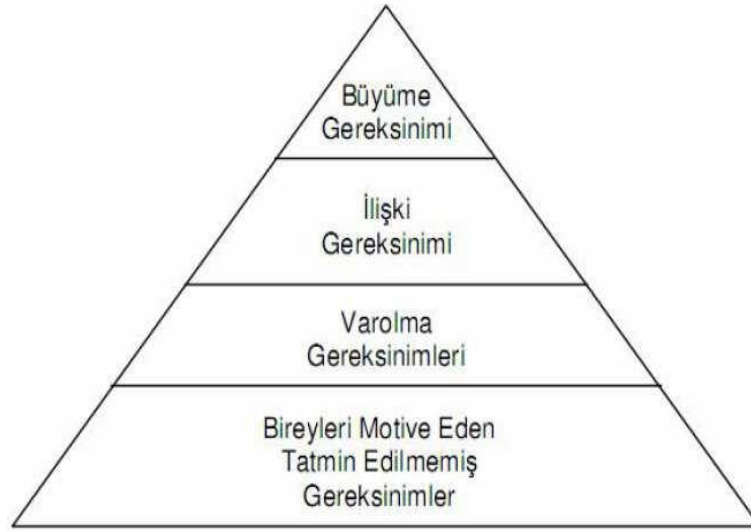 Büyüme
Gereksinimi
İlişki
Gereksinimi
Varolma
Gereksinimleri
Bireyleri Motive Eden
Tatmin Edilmemiş
Gereksinimler